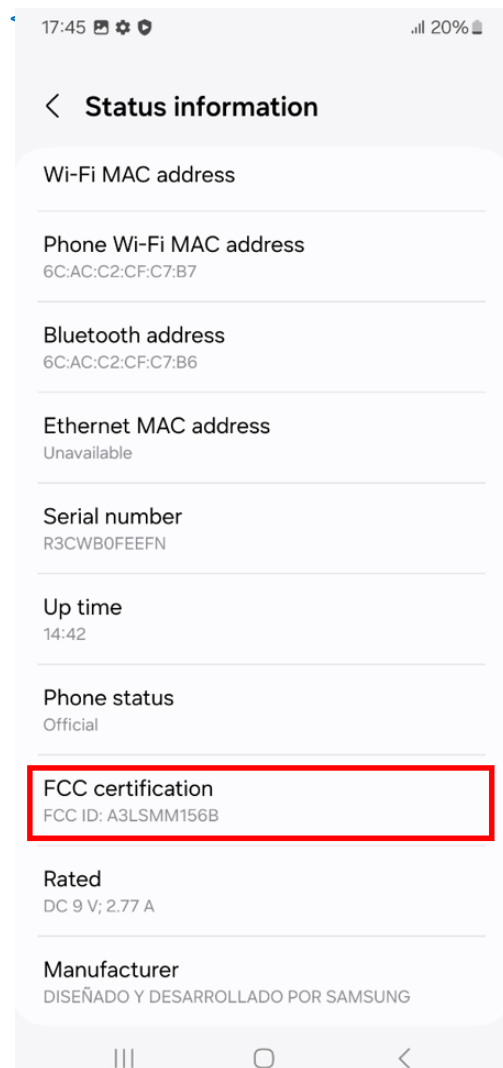 17:45 20%
Status information
Wi-Fi MAC address
Phone Wi-Fi MAC address
6C:AC:C2:CF:C7:B7
Bluetooth address
6C:AC:C2:CF:C7:B6
Ethernet MAC address
Unavailable
Serial number
R3CWB0FEEFN
Up time
14:42
Phone status
Official
FCC certification
FCC ID: A3LSMM156B
Rated
DC 9 V; 2.77 A
Manufacturer
DISEÑADO Y DESARROLLADO POR SAMSUNG